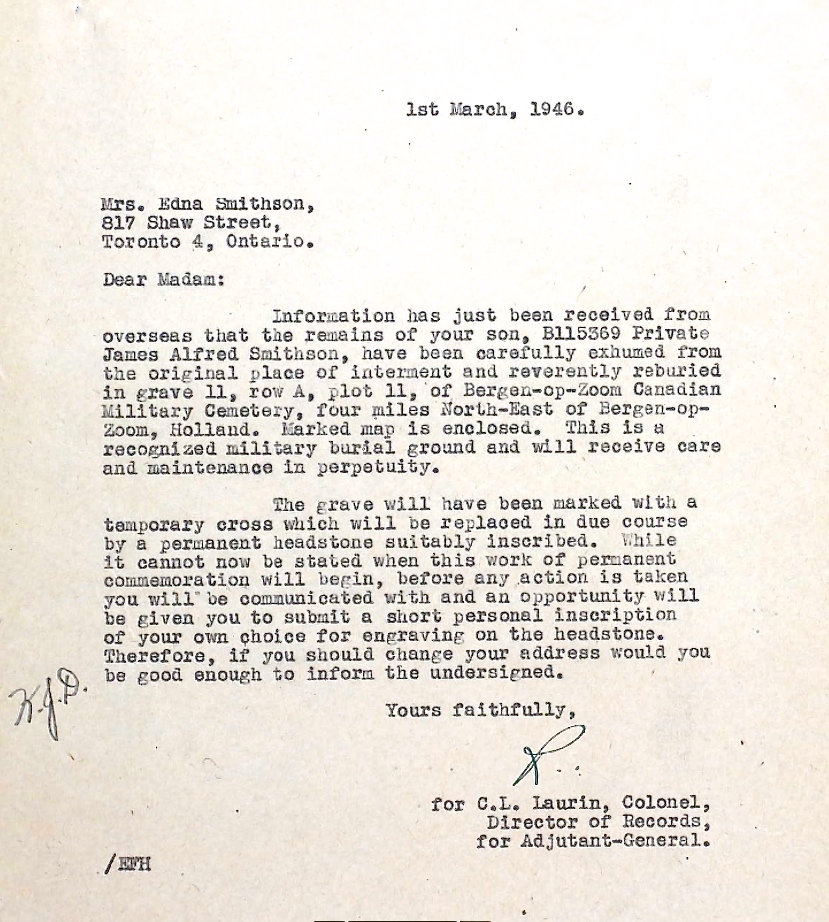 1st March, 1946.
Mrs. Edna Smithson,
817 Shaw Street,
Toronto 4, Ontario.
Dear Madam:
Information has just been received from
overseas that the remains of your son, B115369 Private
James Alfred Smithson, have been carefully exhumed from
the original place of interment and reverently reburied
in grave 11, row A, plot 11, of Bergen-op-Zoom Canadian
Military Cemetery, four miles North-East of Bergen-op-
Zoom, Holland. Marked map is enclosed. This is a
recognized military burial ground and will receive care
and maintenance in perpetuity.
The grave will have been marked with a
temporary cross which will be replaced in due course
by a permanent headstone suitably inscribed. While
it cannot now be stated when this work of permanent
commemoration will begin, before any action is taken
you will be communicated with and an opportunity will
be given you to submit a short personal inscription
of your own choice for engraving on the headstone.
Therefore, if you should change your address would you
be good enough to inform the undersigned.
Yours faithfully,
for C.L. Laurin, Colonel,
Director of Records,
for Adjutant-General.
/EFH